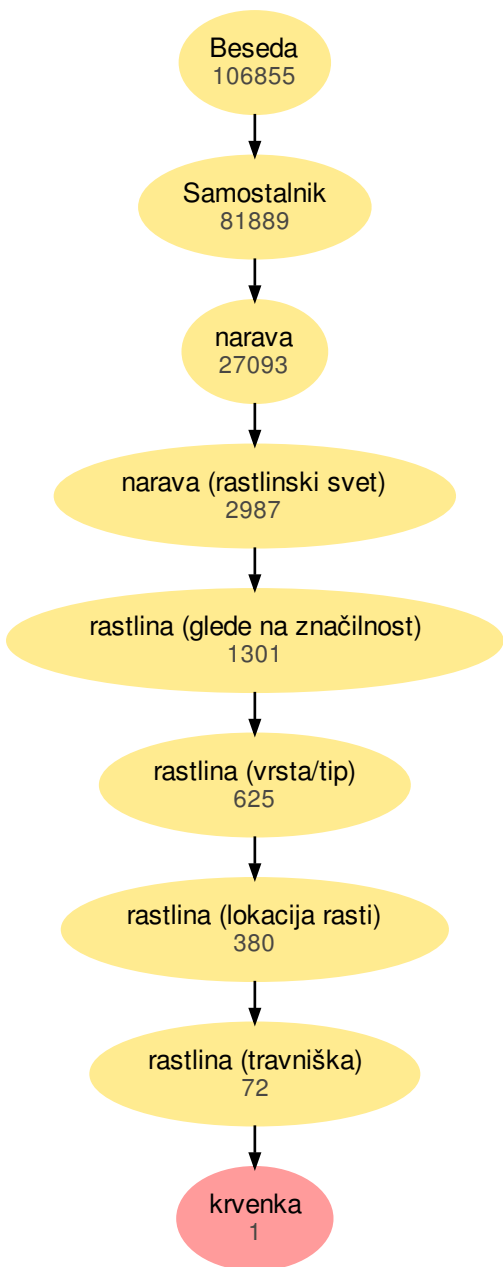 Beseda
106855
Samostalnik
81889
narava
27093
narava (rastlinski svet)
2987
rastlina (glede na značilnost)
1301
rastlina (vrsta/tip)
625
rastlina (lokacija rasti)
380
rastlina (travniška)
72
krvenka
1